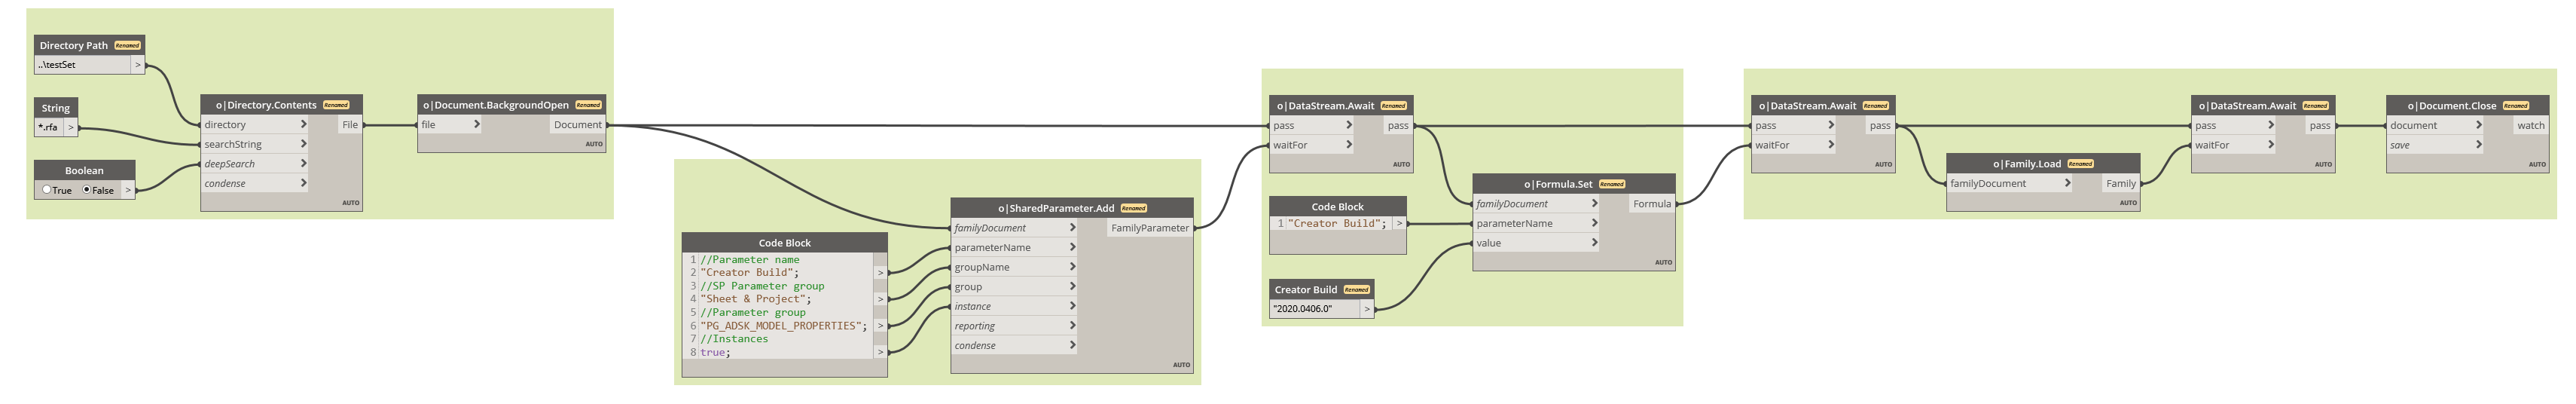 Directory Path Renamed
..\testSet >
String
*.rfa >
Boolean
True False >
o|Directory.Contents Renamed
directory > File
searchString >
deepSearch >
condense >
AUTO
o|Document.BackgroundOpen Renamed
file > Document
AUTO
Code Block
1 //Parameter name
2 "Creator Build"; >
3 //SP Parameter group
4 "Sheet & Project"; >
5 //Parameter group
6 "PG_ADSK_MODEL_PROPERTIES"; >
7 //Instances
8 true; >
o|SharedParameter.Add Renamed
familyDocument > FamilyParameter
parameterName >
groupName >
group >
instance >
reporting >
condense >
AUTO
o|DataStream.Await Renamed
pass > pass
waitFor >
AUTO
Code Block
1 "Creator Build"; >
Creator Build Renamed
"2020.0406.0" >
o|Formula.Set Renamed
familyDocument > Formula
parameterName >
value >
AUTO
o|DataStream.Await Renamed
pass > pass
waitFor >
AUTO
o|Family.Load Renamed
familyDocument > Family
AUTO
o|DataStream.Await Renamed
pass > pass
waitFor >
AUTO
o|Document.Close Renamed
document > watch
save >
AUTO